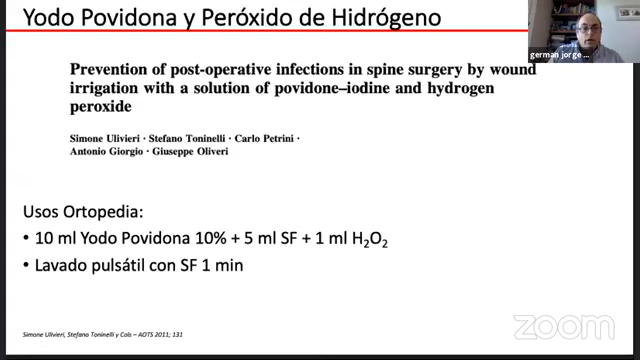 Yodo Povidona y Peróxido de Hidrógeno
german jorge ...
Prevention of post-operative infections in spine surgery by wound
irrigation with a solution of povidone–iodine and hydrogen
peroxide
Simone Ulivieri · Stefano Toninelli · Carlo Petrini ·
Antonio Giorgio · Giuseppe Oliveri
Usos Ortopedia:
• 10 ml Yodo Povidona 10% + 5 ml SF + 1 ml H₂O₂
• Lavado pulsátil con SF 1 min
Simone Ulivieri, Stefano Toninelli y Cols – AOTS 2011; 131
zoom